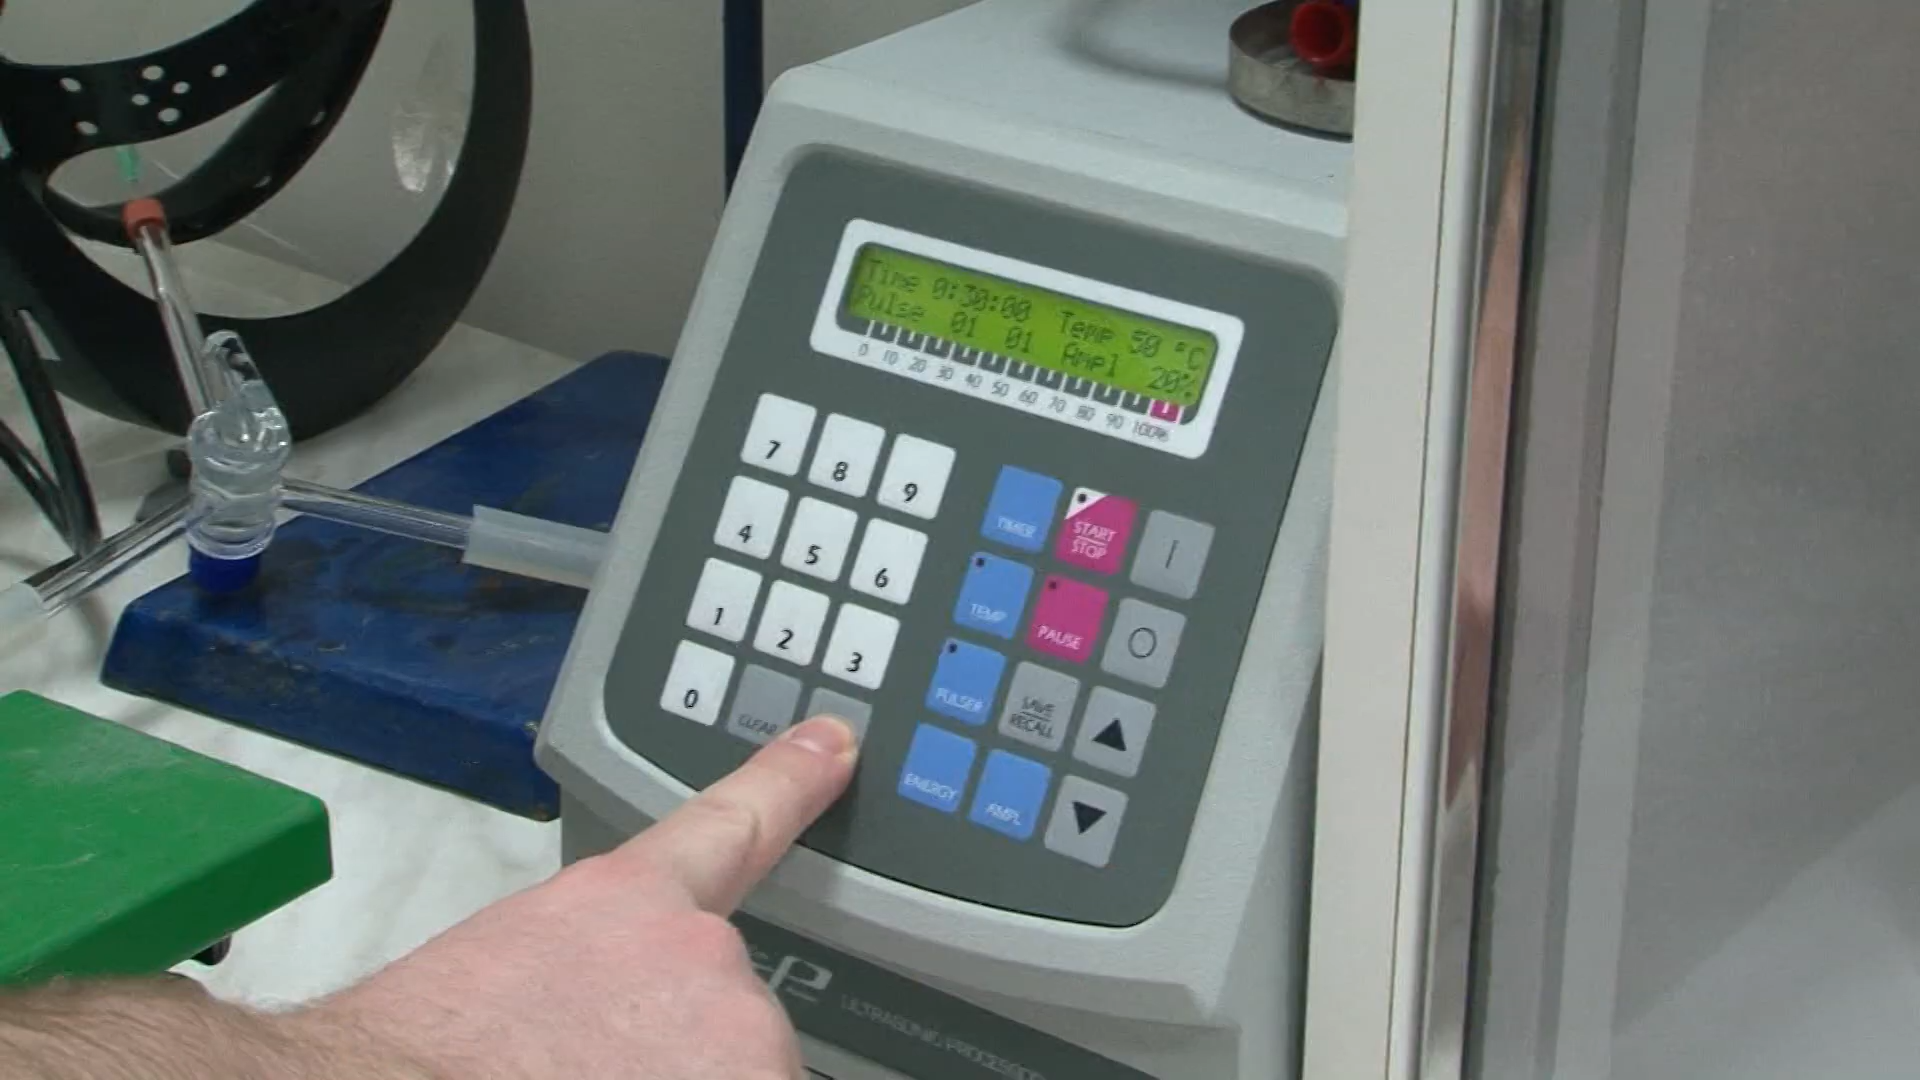 Time 0:30:00 Temp 50 °C
Pulse 01 01 Ampl 20%
0 10 20 30 40 50 60 70 80 90 100%
7 8 9
TIMER START STOP I
4 5 6
TEMP PAUSE O
1 2 3
PULSER SAVE RECALL
0 CLEAR
ENERGY AMPL
ULTRASONIC PROCESSOR